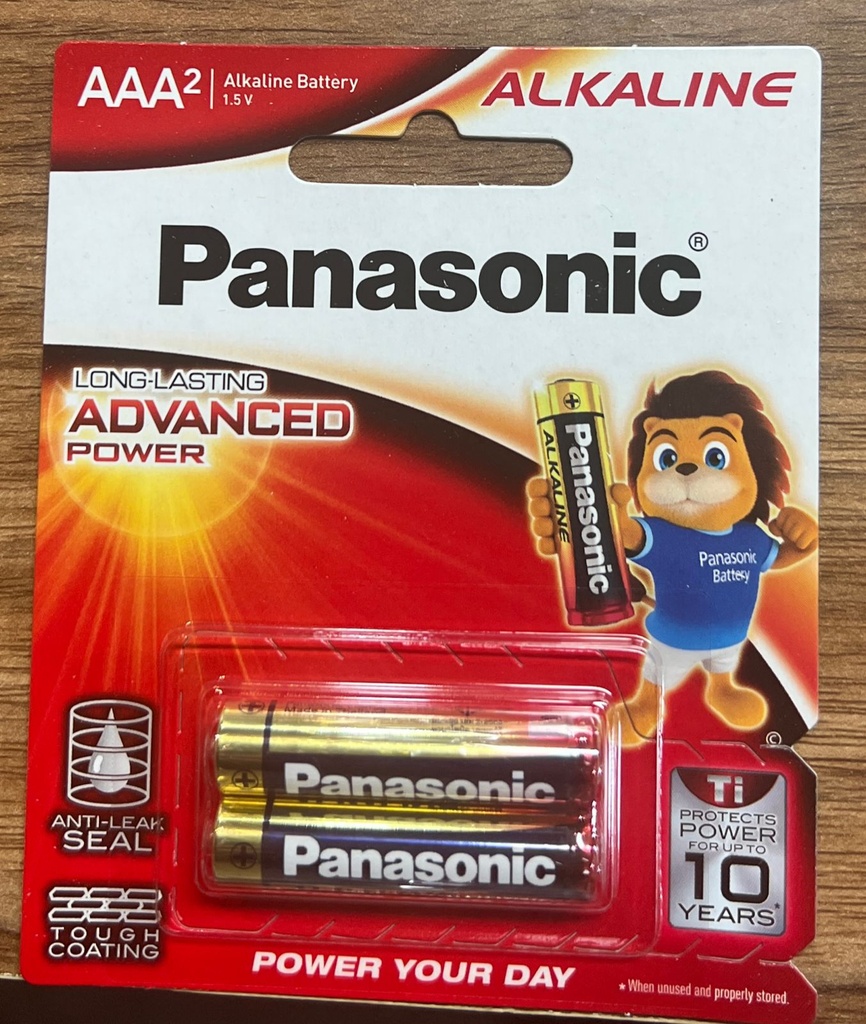 AAA² | Alkaline Battery
1.5 V
ALKALINE
Panasonic®
LONG-LASTING
ADVANCED
POWER
Panasonic
ALKALINE
Panasonic
Battery
Panasonic
Panasonic
ANTI-LEAK
SEAL
TOUGH
COATING
©
Ti
PROTECTS
POWER
FOR UP TO
10
YEARS*
POWER YOUR DAY
*When unused and properly stored.